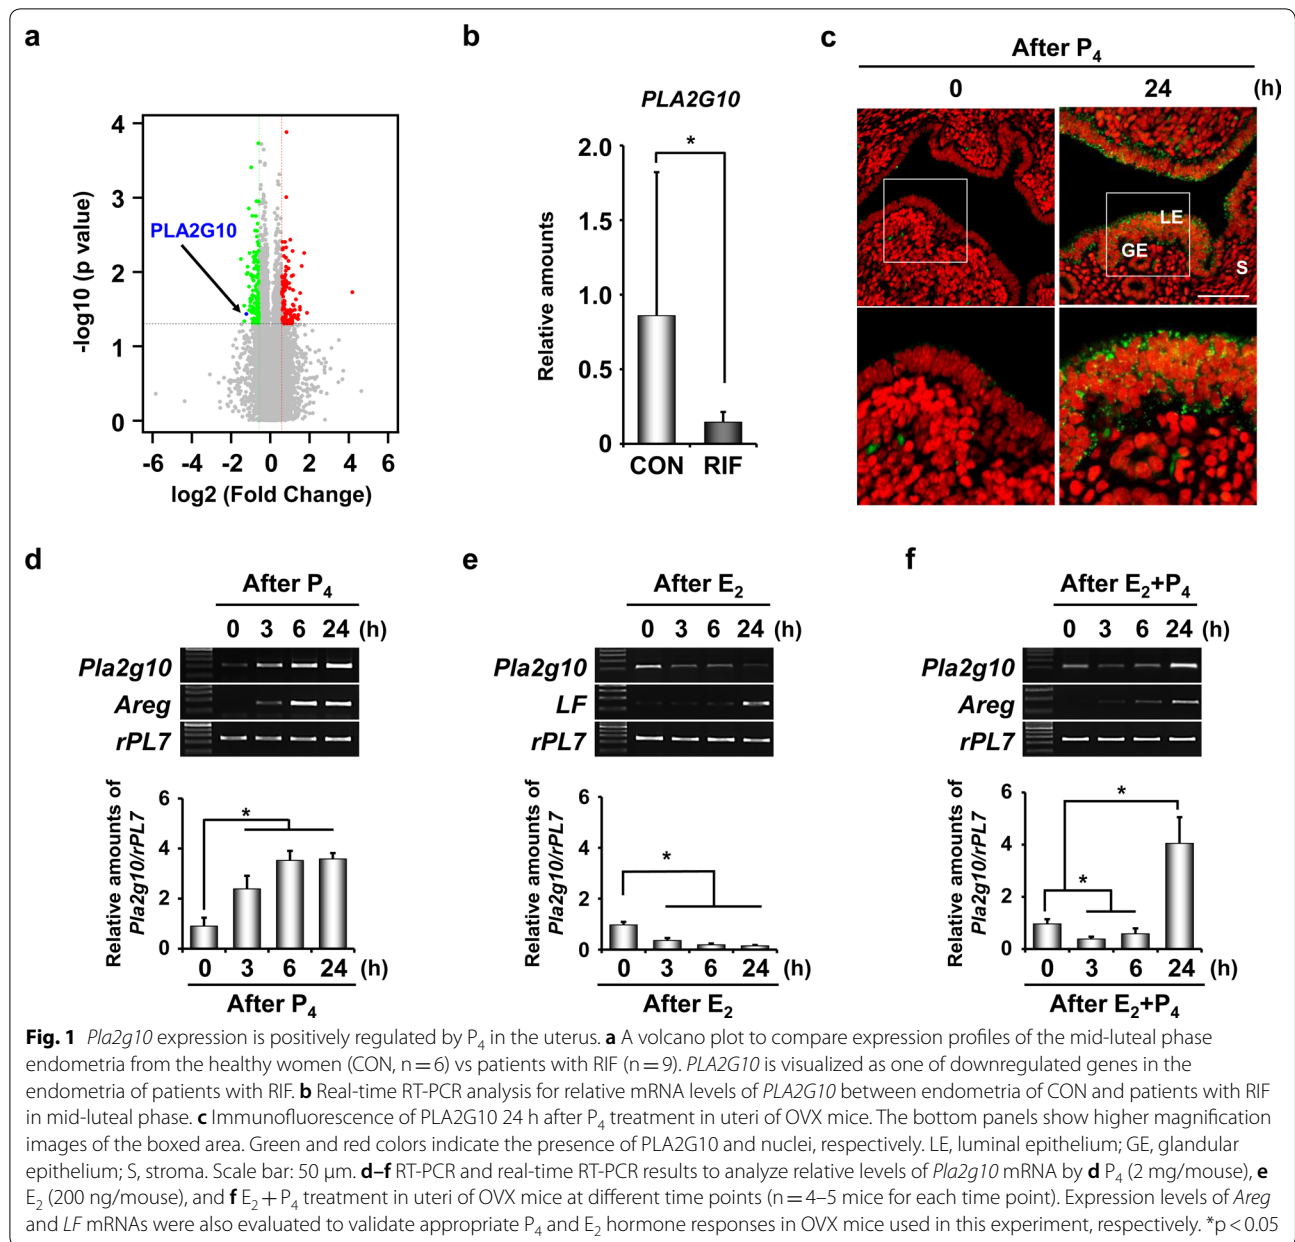 a
4
3
2
1
0
-log10 (p value)
PLA2G10
-6 -4 -2 0 2 4 6
log2 (Fold Change)
b
PLA2G10
*
2.0
1.5
1.0
0.5
0
Relative amounts
CON RIF
c
After P4
0 24 (h)
LE
GE
S
d
After P4
0 3 6 24 (h)
Pla2g10
Areg
rPL7
Relative amounts of
Pla2g10/rPL7
6
4
2
0
*
0 3 6 24 (h)
After P4
e
After E2
0 3 6 24 (h)
Pla2g10
LF
rPL7
Relative amounts of
Pla2g10/rPL7
6
4
2
0
*
0 3 6 24 (h)
After E2
f
After E2+P4
0 3 6 24 (h)
Pla2g10
Areg
rPL7
Relative amounts of
Pla2g10/rPL7
6
4
2
0
*
*
0 3 6 24 (h)
After E2+P4
Fig. 1 Pla2g10 expression is positively regulated by P4 in the uterus. a A volcano plot to compare expression profiles of the mid-luteal phase
endometria from the healthy women (CON, n = 6) vs patients with RIF (n = 9). PLA2G10 is visualized as one of downregulated genes in the
endometria of patients with RIF. b Real-time RT-PCR analysis for relative mRNA levels of PLA2G10 between endometria of CON and patients with RIF
in mid-luteal phase. c Immunofluorescence of PLA2G10 24 h after P4 treatment in uteri of OVX mice. The bottom panels show higher magnification
images of the boxed area. Green and red colors indicate the presence of PLA2G10 and nuclei, respectively. LE, luminal epithelium; GE, glandular
epithelium; S, stroma. Scale bar: 50 μm. d–f RT-PCR and real-time RT-PCR results to analyze relative levels of Pla2g10 mRNA by d P4 (2 mg/mouse), e
E2 (200 ng/mouse), and f E2 + P4 treatment in uteri of OVX mice at different time points (n = 4–5 mice for each time point). Expression levels of Areg
and LF mRNAs were also evaluated to validate appropriate P4 and E2 hormone responses in OVX mice used in this experiment, respectively. *p < 0.05